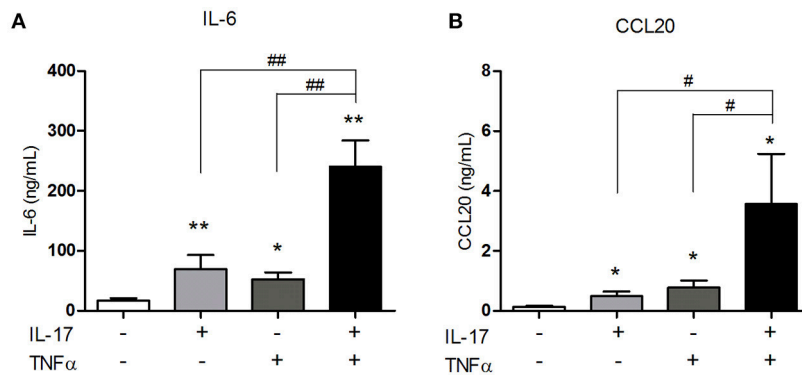 A
IL-6
IL-6 (ng/mL)
400
300
200
100
0
##
##
**
*
**
IL-17 - + - +
TNFα - - + +
B
CCL20
CCL20 (ng/mL)
8
6
4
2
0
#
#
*
*
*
IL-17 - + - +
TNFα - - + +